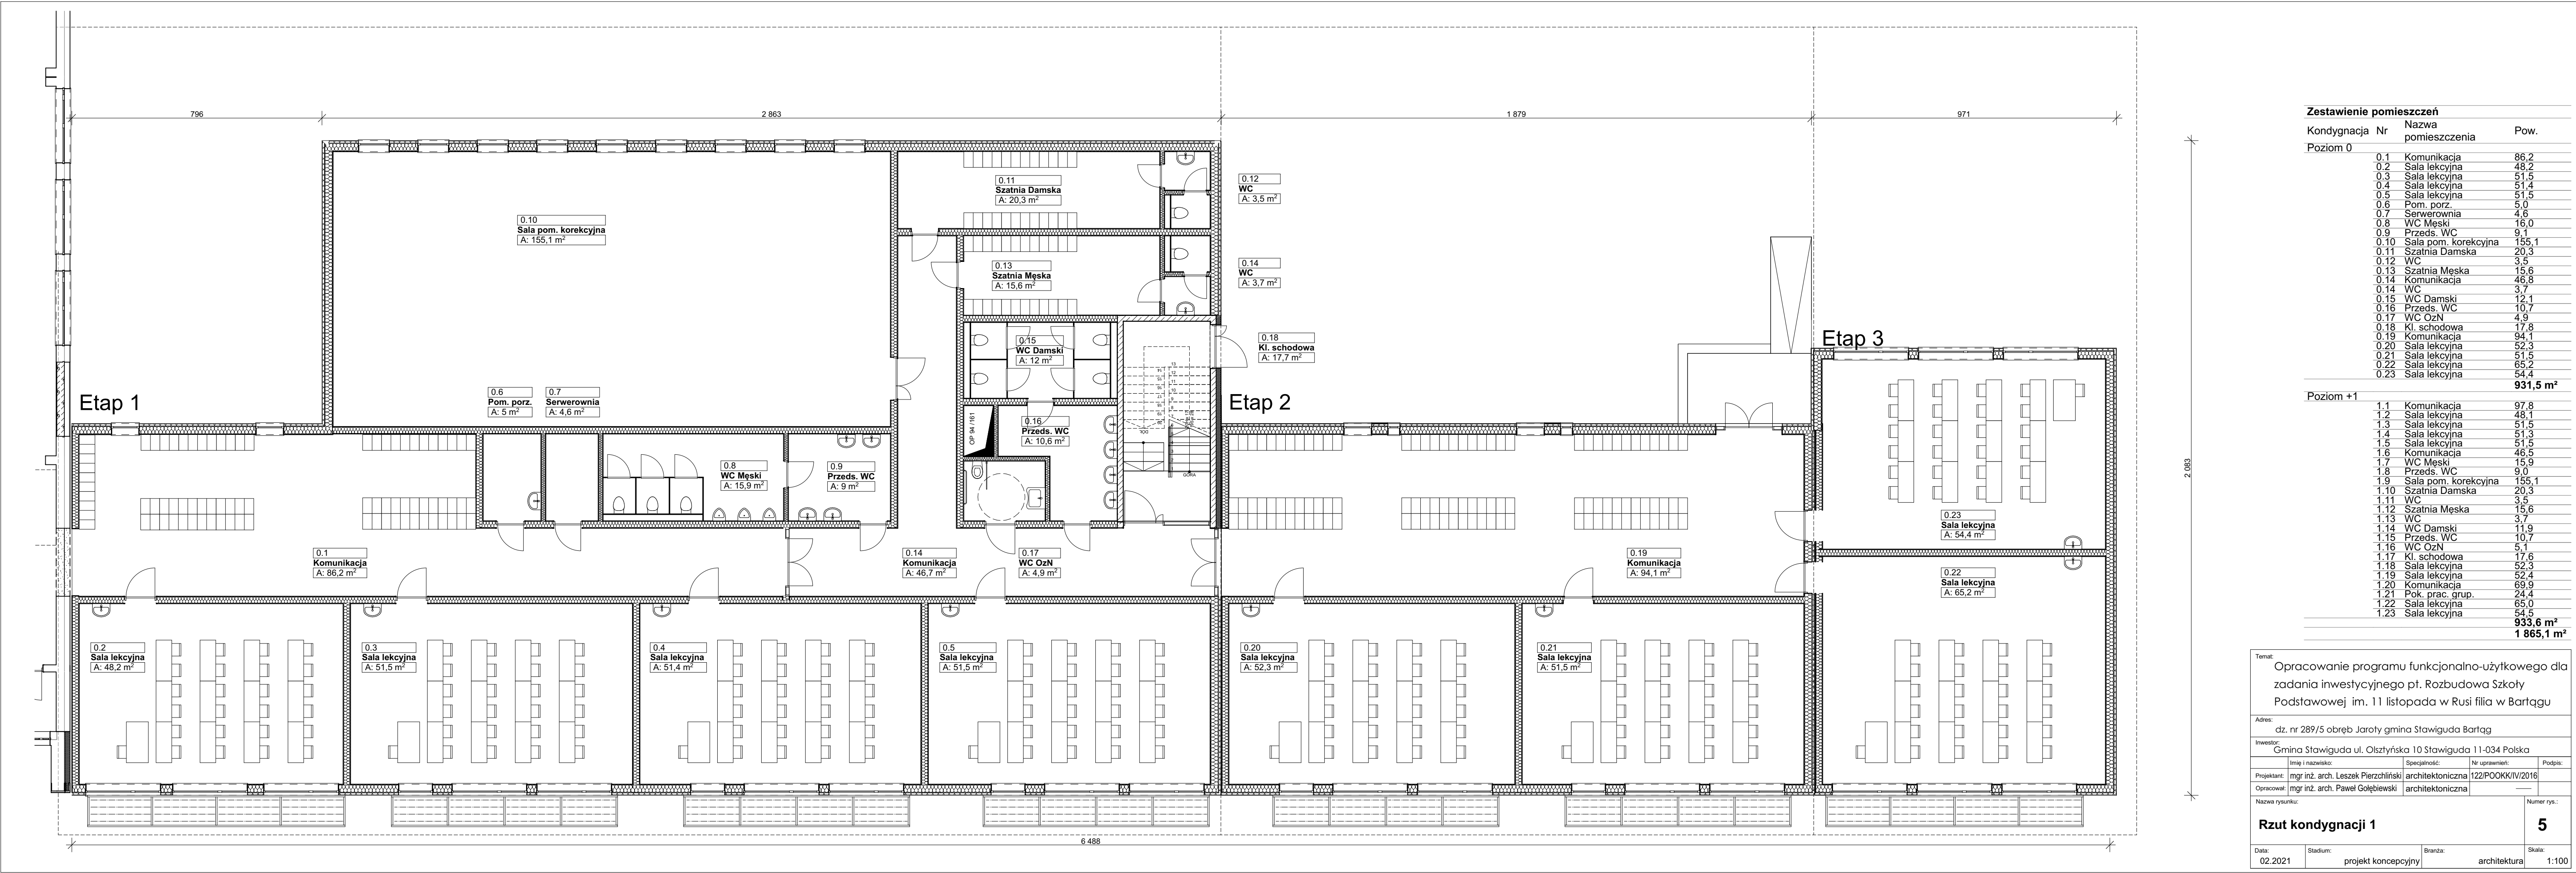 796
2 863
1 879
971
2 083
6 488
Etap 1
Etap 2
Etap 3
0.10
Sala pom. korekcyjna
A: 155,1 m²
0.11
Szatnia Damska
A: 20,3 m²
0.12
WC
A: 3,5 m²
0.13
Szatnia Męska
A: 15,6 m²
0.14
WC
A: 3,7 m²
0.15
WC Damski
A: 12 m²
0.18
Kl. schodowa
A: 17,7 m²
0.6
Pom. porz.
A: 5 m²
0.7
Serwerownia
A: 4,6 m²
OP 94 /161
0.16
Przeds. WC
A: 10,6 m²
DÓŁ
GÓRA
0.8
WC Męski
A: 15,9 m²
0.9
Przeds. WC
A: 9 m²
0.1
Komunikacja
A: 86,2 m²
0.14
Komunikacja
A: 46,7 m²
0.17
WC OzN
A: 4,9 m²
0.19
Komunikacja
A: 94,1 m²
0.23
Sala lekcyjna
A: 54,4 m²
0.22
Sala lekcyjna
A: 65,2 m²
0.2
Sala lekcyjna
A: 48,2 m²
0.3
Sala lekcyjna
A: 51,5 m²
0.4
Sala lekcyjna
A: 51,4 m²
0.5
Sala lekcyjna
A: 51,5 m²
0.20
Sala lekcyjna
A: 52,3 m²
0.21
Sala lekcyjna
A: 51,5 m²
Zestawienie pomieszczeń
Kondygnacja Nr Nazwa pomieszczenia Pow.
Poziom 0
0.1 Komunikacja 86,2
0.2 Sala lekcyjna 48,2
0.3 Sala lekcyjna 51,5
0.4 Sala lekcyjna 51,4
0.5 Sala lekcyjna 51,5
0.6 Pom. porz. 5,0
0.7 Serwerownia 4,6
0.8 WC Męski 16,0
0.9 Przeds. WC 9,1
0.10 Sala pom. korekcyjna 155,1
0.11 Szatnia Damska 20,3
0.12 WC 3,5
0.13 Szatnia Męska 15,6
0.14 Komunikacja 46,8
0.14 WC 3,7
0.15 WC Damski 12,1
0.16 Przeds. WC 10,7
0.17 WC OzN 4,9
0.18 Kl. schodowa 17,8
0.19 Komunikacja 94,1
0.20 Sala lekcyjna 52,3
0.21 Sala lekcyjna 51,5
0.22 Sala lekcyjna 65,2
0.23 Sala lekcyjna 54,4
931,5 m²
Poziom +1
1.1 Komunikacja 97,8
1.2 Sala lekcyjna 48,1
1.3 Sala lekcyjna 51,5
1.4 Sala lekcyjna 51,3
1.5 Sala lekcyjna 51,5
1.6 Komunikacja 46,5
1.7 WC Męski 15,9
1.8 Przeds. WC 9,0
1.9 Sala pom. korekcyjna 155,1
1.10 Szatnia Damska 20,3
1.11 WC 3,5
1.12 Szatnia Męska 15,6
1.13 WC 3,7
1.14 WC Damski 11,9
1.15 Przeds. WC 10,7
1.16 WC OzN 5,1
1.17 Kl. schodowa 17,6
1.18 Sala lekcyjna 52,3
1.19 Sala lekcyjna 52,4
1.20 Komunikacja 69,9
1.21 Pok. prac. grup. 24,4
1.22 Sala lekcyjna 65,0
1.23 Sala lekcyjna 54,5
933,6 m²
1 865,1 m²
Temat:
Opracowanie programu funkcjonalno-użytkowego dla
zadania inwestycyjnego pt. Rozbudowa Szkoły
Podstawowej im. 11 listopada w Rusi filia w Bartągu
Adres:
dz. nr 289/5 obręb Jaroty gmina Stawiguda Bartąg
Inwestor:
Gmina Stawiguda ul. Olsztyńska 10 Stawiguda 11-034 Polska
Imię i nazwisko: Specjalność: Nr uprawnień: Podpis:
Projektant: mgr inż. arch. Leszek Pierzchliński architektoniczna 122/POOKK/IV/2016
Opracował: mgr inż. arch. Paweł Gołębiewski architektoniczna ——
Nazwa rysunku: Numer rys.:
Rzut kondygnacji 1 5
Data: Stadium: Branża: Skala:
02.2021 projekt koncepcyjny architektura 1:100